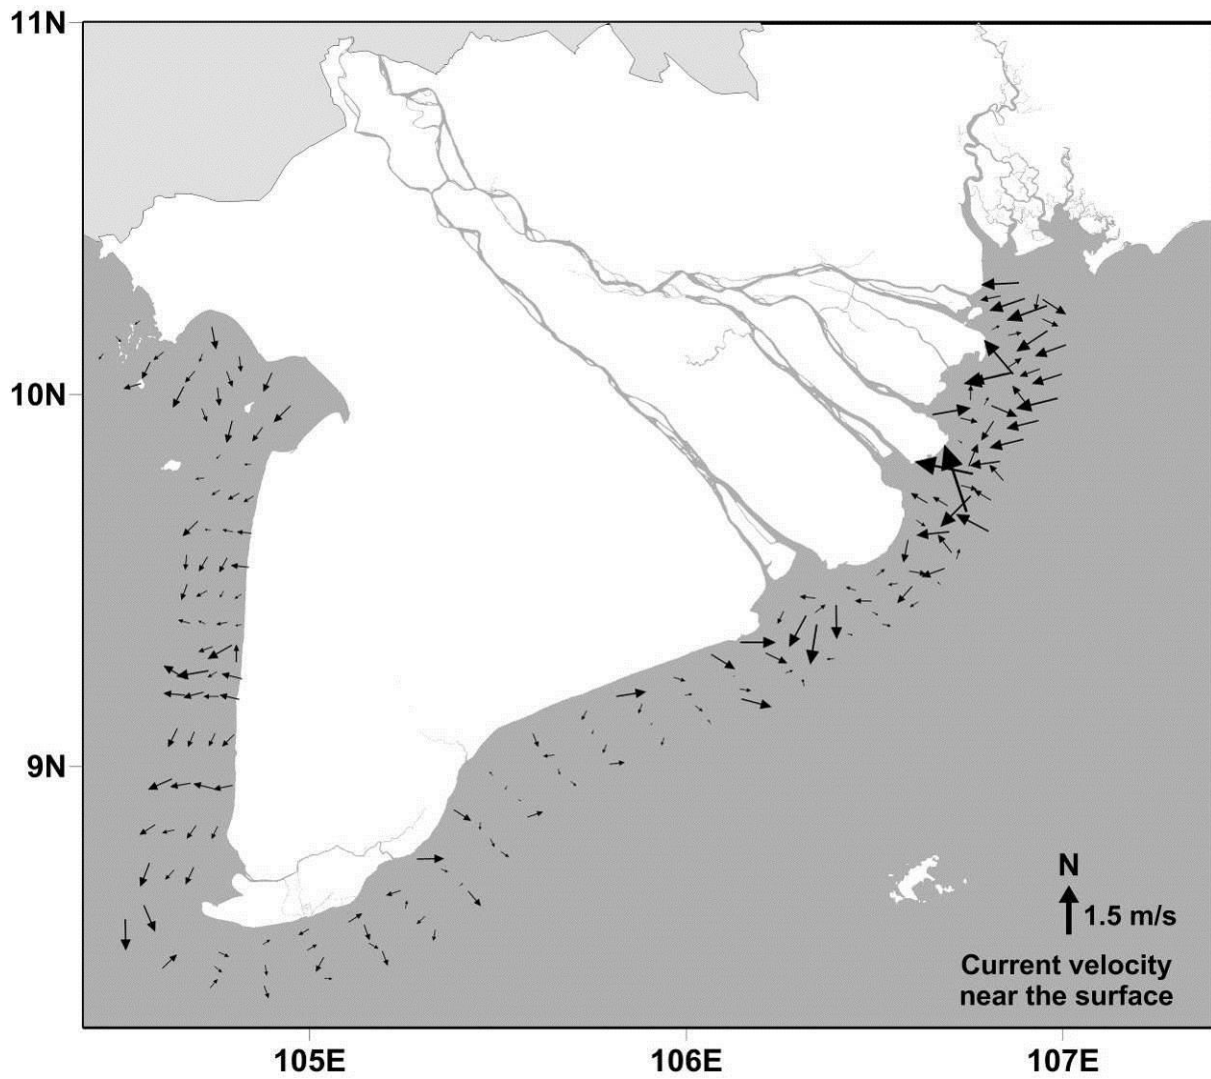 11N
10N
9N
N
1.5 m/s
Current velocity
near the surface
105E
106E
107E